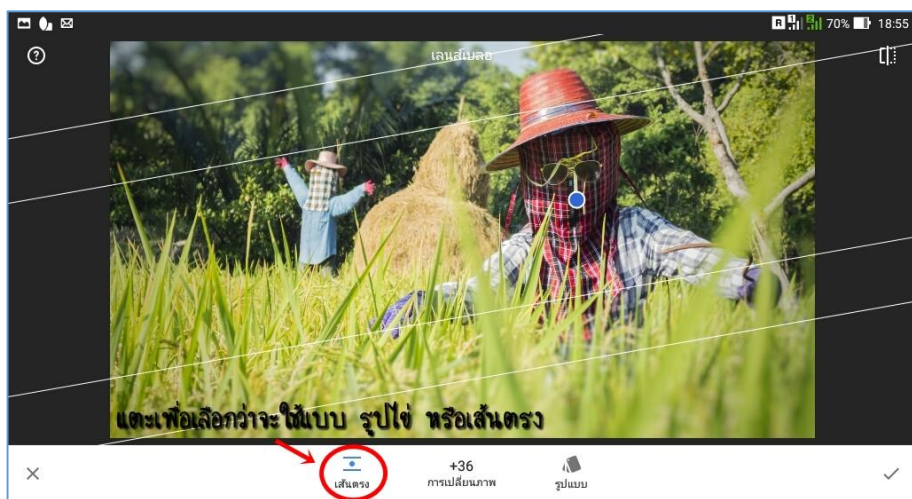 R 1 2 70% 18:55
?
เลนส์เบลอ
แตะเพื่อเลือกว่าจะใช้แบบ รูปไข่ หรือเส้นตรง
+36
เส้นตรง การเปลี่ยนภาพ รูปแบบ